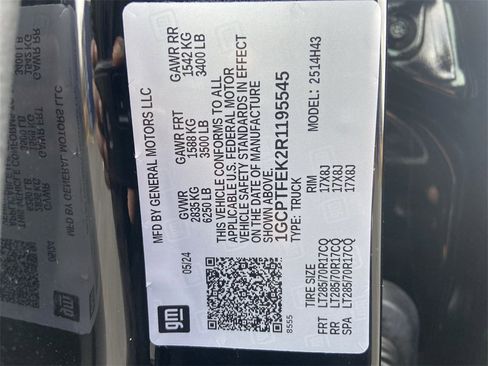 MFD BY GENERAL MOTORS LLC
05/24
GVWR
2835 KG
6250 LB
GAWR FRT
1588 KG
3500 LB
GAWR RR
1542 KG
3400 LB
THIS VEHICLE CONFORMS TO ALL
APPLICABLE U.S. FEDERAL MOTOR
VEHICLE SAFETY STANDARDS IN EFFECT
ON THE DATE OF MANUFACTURE
SHOWN ABOVE.
1GCPTFEK2R1195545
TYPE: TRUCK
MODEL: 2514H43
TIRE SIZE
RIM
FRT LT285/70R17CQ 17X8J
RR LT285/70R17CQ 17X8J
SPA LT285/70R17CQ 17X8J
gm
8555